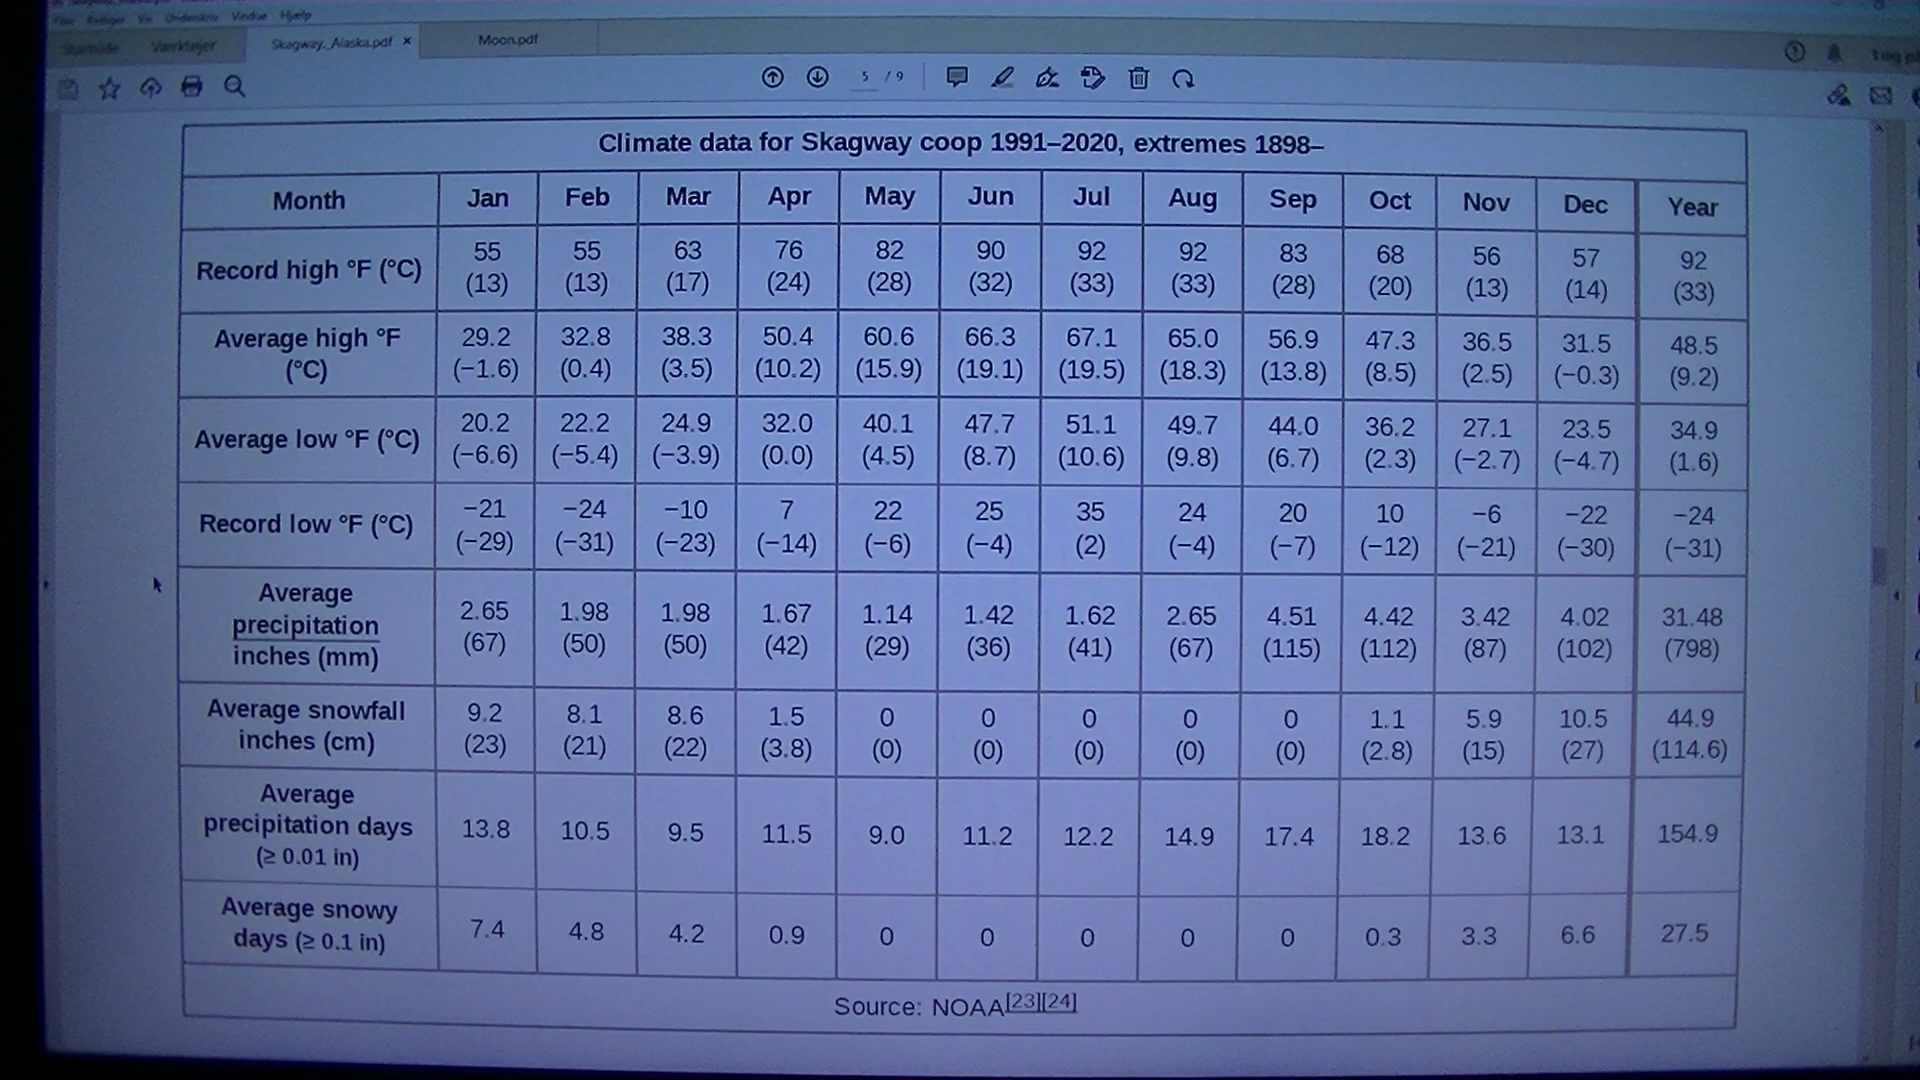 Filer Rediger Vis Underskriv Vindue Hjælp
Startside Værktøjer Skagway,_Alaska.pdf × Moon.pdf
5 / 9
Climate data for Skagway coop 1991–2020, extremes 1898–
Month Jan Feb Mar Apr May Jun Jul Aug Sep Oct Nov Dec Year
Record high °F (°C) 55 55 63 76 82 90 92 92 83 68 56 57 92
(13) (13) (17) (24) (28) (32) (33) (33) (28) (20) (13) (14) (33)
Average high °F 29.2 32.8 38.3 50.4 60.6 66.3 67.1 65.0 56.9 47.3 36.5 31.5 48.5
(°C) (−1.6) (0.4) (3.5) (10.2) (15.9) (19.1) (19.5) (18.3) (13.8) (8.5) (2.5) (−0.3) (9.2)
Average low °F (°C) 20.2 22.2 24.9 32.0 40.1 47.7 51.1 49.7 44.0 36.2 27.1 23.5 34.9
(−6.6) (−5.4) (−3.9) (0.0) (4.5) (8.7) (10.6) (9.8) (6.7) (2.3) (−2.7) (−4.7) (1.6)
Record low °F (°C) −21 −24 −10 7 22 25 35 24 20 10 −6 −22 −24
(−29) (−31) (−23) (−14) (−6) (−4) (2) (−4) (−7) (−12) (−21) (−30) (−31)
Average
precipitation
inches (mm) 2.65 1.98 1.98 1.67 1.14 1.42 1.62 2.65 4.51 4.42 3.42 4.02 31.48
(67) (50) (50) (42) (29) (36) (41) (67) (115) (112) (87) (102) (798)
Average snowfall 9.2 8.1 8.6 1.5 0 0 0 0 0 1.1 5.9 10.5 44.9
inches (cm) (23) (21) (22) (3.8) (0) (0) (0) (0) (0) (2.8) (15) (27) (114.6)
Average
precipitation days
(≥ 0.01 in) 13.8 10.5 9.5 11.5 9.0 11.2 12.2 14.9 17.4 18.2 13.6 13.1 154.9
Average snowy
days (≥ 0.1 in) 7.4 4.8 4.2 0.9 0 0 0 0 0 0.3 3.3 6.6 27.5
Source: NOAA[23][24]